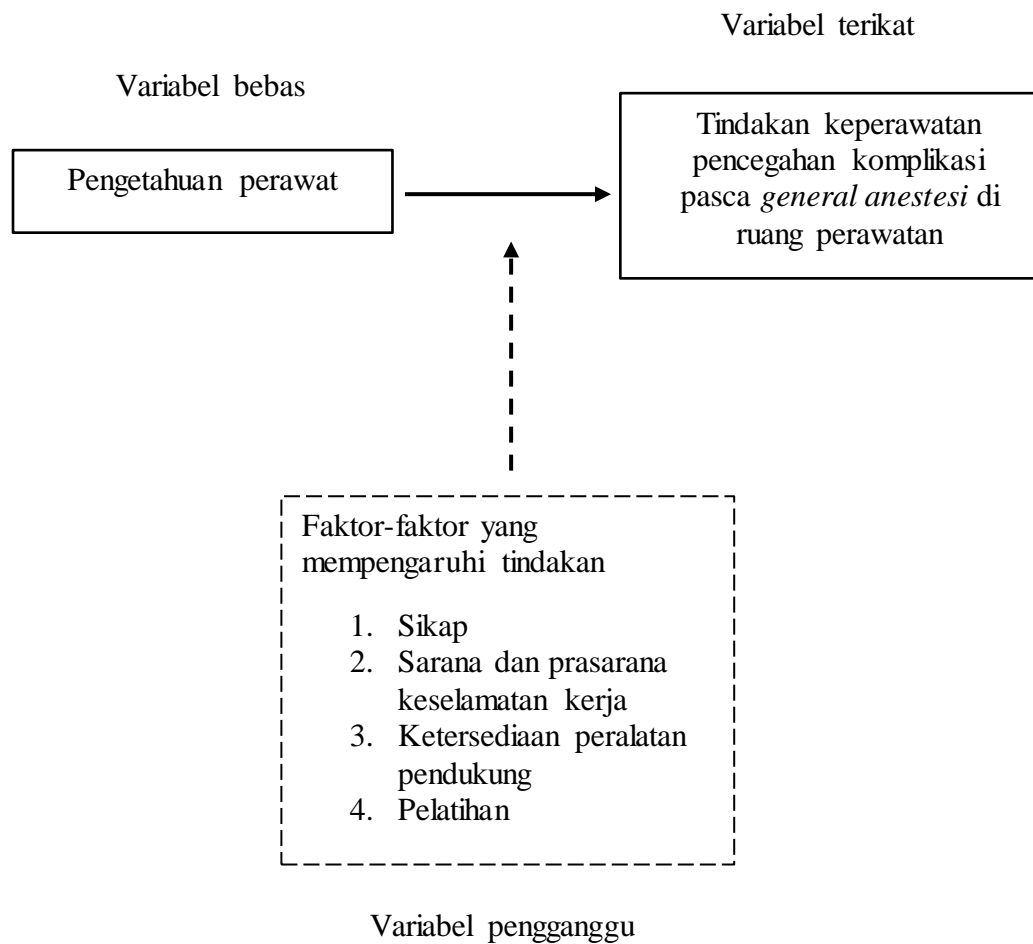 Variabel terikat
Variabel bebas
Pengetahuan perawat
Tindakan keperawatan
pencegahan komplikasi
pasca general anestesi di
ruang perawatan
Faktor-faktor yang
mempengaruhi tindakan
1. Sikap
2. Sarana dan prasarana
keselamatan kerja
3. Ketersediaan peralatan
pendukung
4. Pelatihan
Variabel pengganggu